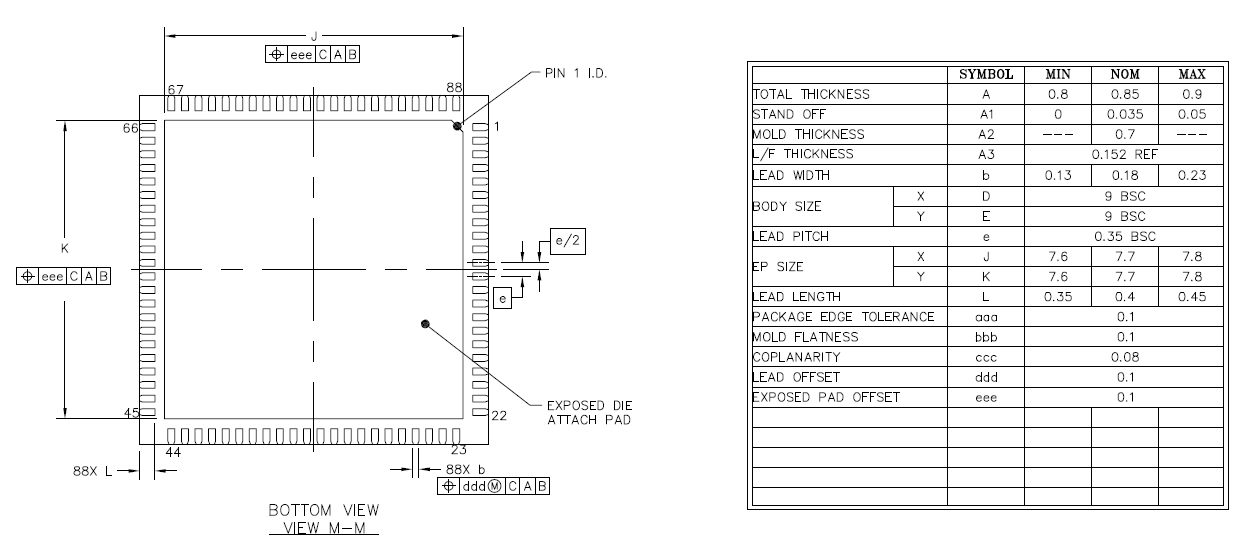 J
⌖ eee C A B
PIN 1 I.D.
67
88
66
1
K
e/2
⌖ eee C A B
e
EXPOSED DIE
ATTACH PAD
45
22
44
23
88X L
88X b
⌖ ddd Ⓜ C A B
BOTTOM VIEW
VIEW M-M
SYMBOL MIN NOM MAX
TOTAL THICKNESS A 0.8 0.85 0.9
STAND OFF A1 0 0.035 0.05
MOLD THICKNESS A2 --- 0.7 ---
L/F THICKNESS A3 0.152 REF
LEAD WIDTH b 0.13 0.18 0.23
BODY SIZE X D 9 BSC
Y E 9 BSC
LEAD PITCH e 0.35 BSC
EP SIZE X J 7.6 7.7 7.8
Y K 7.6 7.7 7.8
LEAD LENGTH L 0.35 0.4 0.45
PACKAGE EDGE TOLERANCE aaa 0.1
MOLD FLATNESS bbb 0.1
COPLANARITY ccc 0.08
LEAD OFFSET ddd 0.1
EXPOSED PAD OFFSET eee 0.1